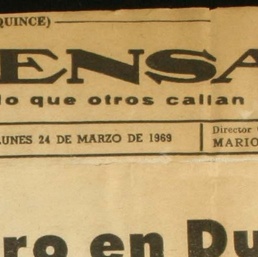 QUINCE)
ENSA
lo que otros callan
LUNES 24 DE MARZO DE 1969
Director
MARIO
ro en Du